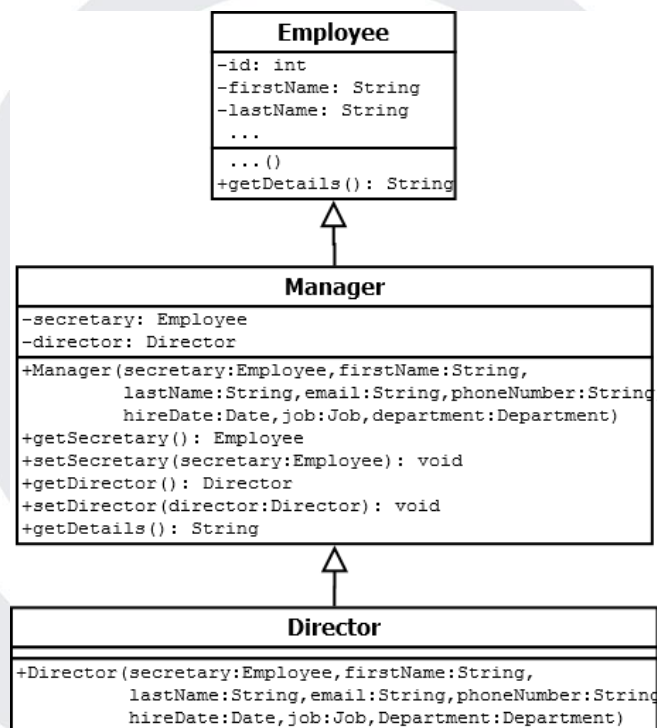 Employee
-id: int
-firstName: String
-lastName: String
...
...()
+getDetails(): String
Manager
-secretary: Employee
-director: Director
+Manager(secretary:Employee,firstName:String,
lastName:String,email:String,phoneNumber:String
hireDate:Date,job:Job,department:Department)
+getSecretary(): Employee
+setSecretary(secretary:Employee): void
+getDirector(): Director
+setDirector(director:Director): void
+getDetails(): String
Director
+Director(secretary:Employee,firstName:String,
lastName:String,email:String,phoneNumber:String
hireDate:Date,job:Job,Department:Department)